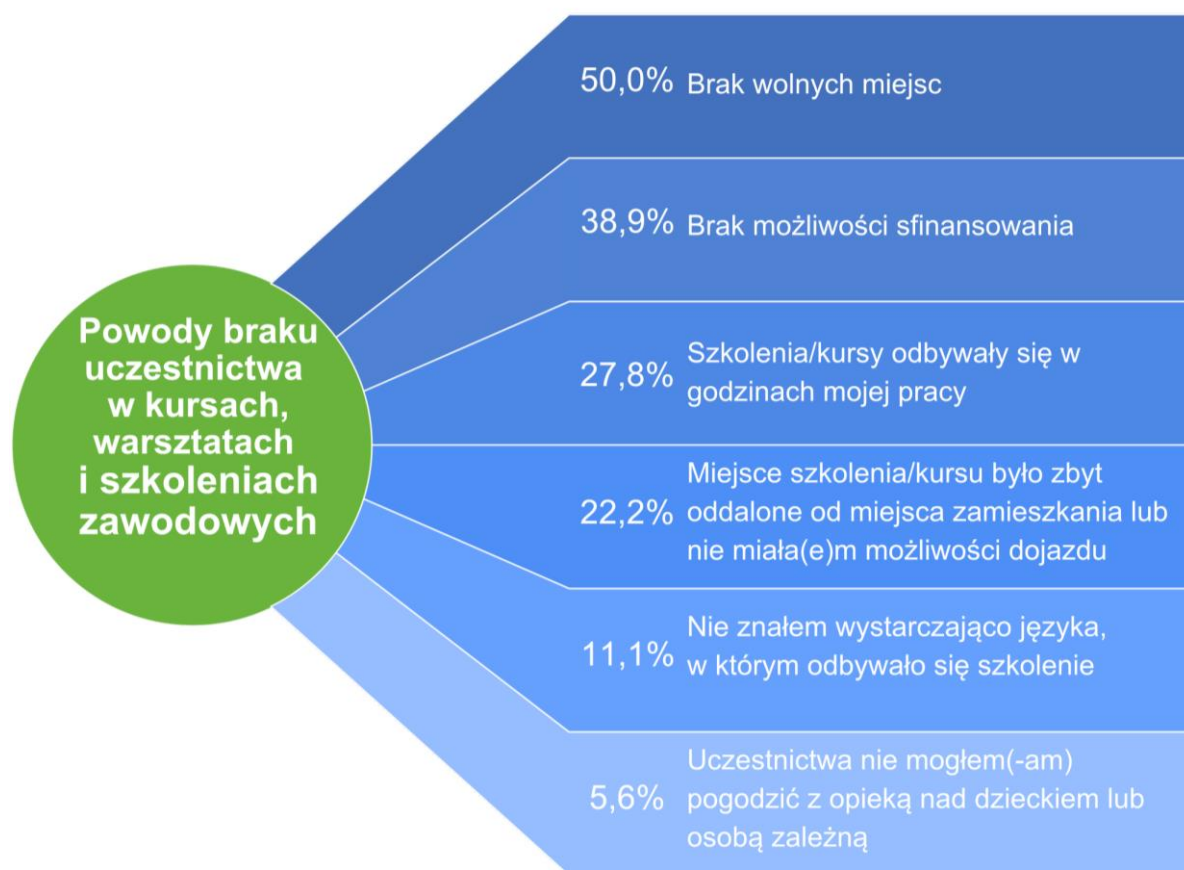 Powody braku
uczestnictwa
w kursach,
warsztatach
i szkoleniach
zawodowych
50,0% Brak wolnych miejsc
38,9% Brak możliwości sfinansowania
27,8% Szkolenia/kursy odbywały się w
godzinach mojej pracy
22,2% Miejsce szkolenia/kursu było zbyt
oddalone od miejsca zamieszkania lub
nie miała(e)m możliwości dojazdu
11,1% Nie znałem wystarczająco języka,
w którym odbywało się szkolenie
5,6% Uczestnictwa nie mogłem(-am)
pogodzić z opieką nad dzieckiem lub
osobą zależną